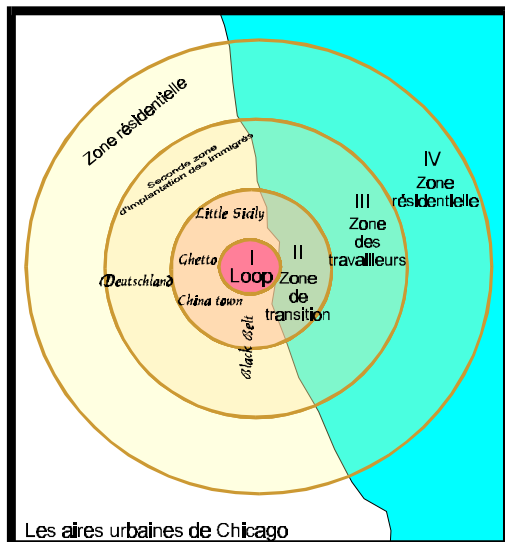 Zone résidentielle
Seconde zone
d'implantation des immigrés
IV
Zone
résidentielle
III
Zone
des
travailleurs
Little Sicily
II
Zone
de
transition
Ghetto
I
Loop
Deutschland
China town
Black Belt
Les aires urbaines de Chicago